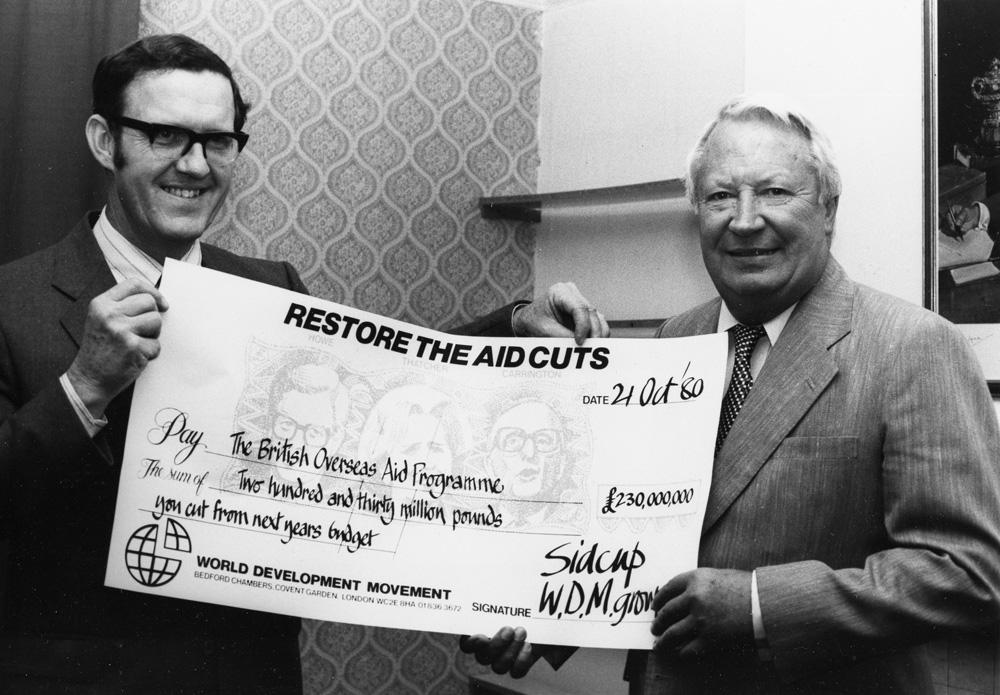 RESTORE THE AID CUTS
HOWE
THATCHER
CARRINGTON
DATE 21 Oct '80
Pay The British Overseas Aid Programme
The sum of Two hundred and thirty million pounds
£230,000,000
you cut from next years budget
WORLD DEVELOPMENT MOVEMENT
BEDFORD CHAMBERS, COVENT GARDEN, LONDON WC2E 8HA 01 836 3672
SIGNATURE Sidcup
W.D.M. group